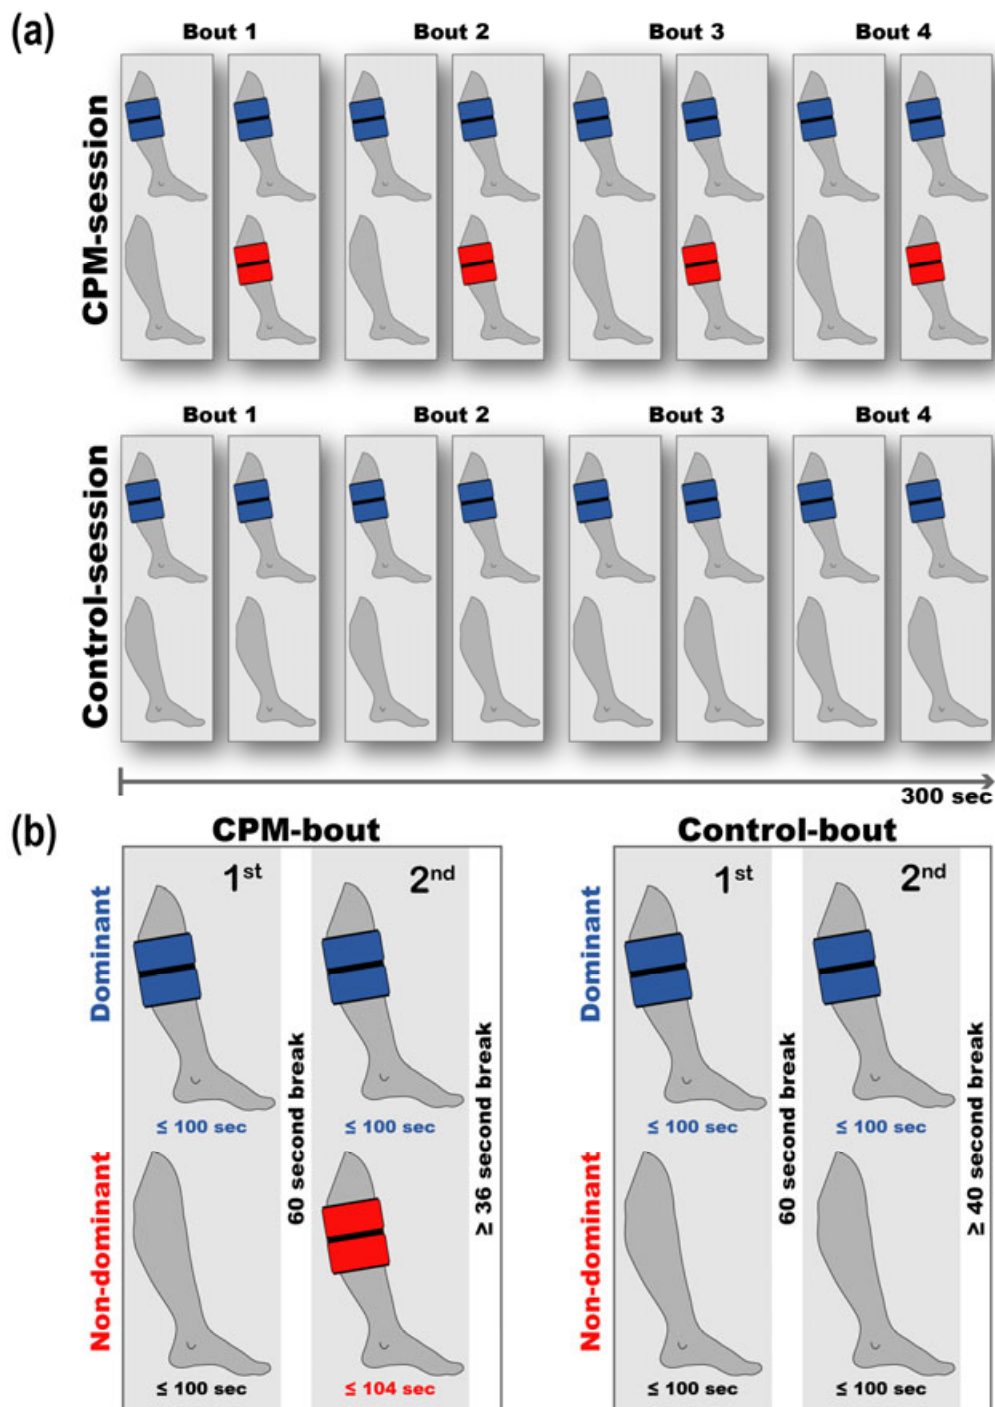 (a)
Bout 1 Bout 2 Bout 3 Bout 4
CPM-session
Bout 1 Bout 2 Bout 3 Bout 4
Control-session
300 sec
(b)
CPM-bout
Dominant
1st
2nd
≤ 100 sec
≤ 100 sec
60 second break
≥ 36 second break
Non-dominant
≤ 100 sec
≤ 104 sec
Control-bout
Dominant
1st
2nd
≤ 100 sec
≤ 100 sec
60 second break
≥ 40 second break
Non-dominant
≤ 100 sec
≤ 100 sec